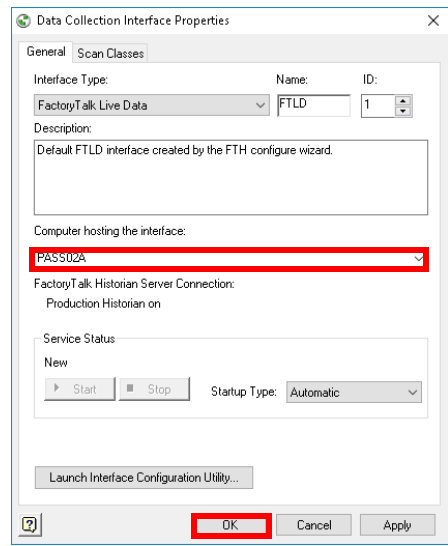 Data Collection Interface Properties
General Scan Classes
Interface Type: Name: ID:
FactoryTalk Live Data FTLD 1
Description:
Default FTLD interface created by the FTH configure wizard.
Computer hosting the interface:
PASS02A
FactoryTalk Historian Server Connection:
Production Historian on
Service Status
New
Start Stop Startup Type: Automatic
Launch Interface Configuration Utility...
OK Cancel Apply